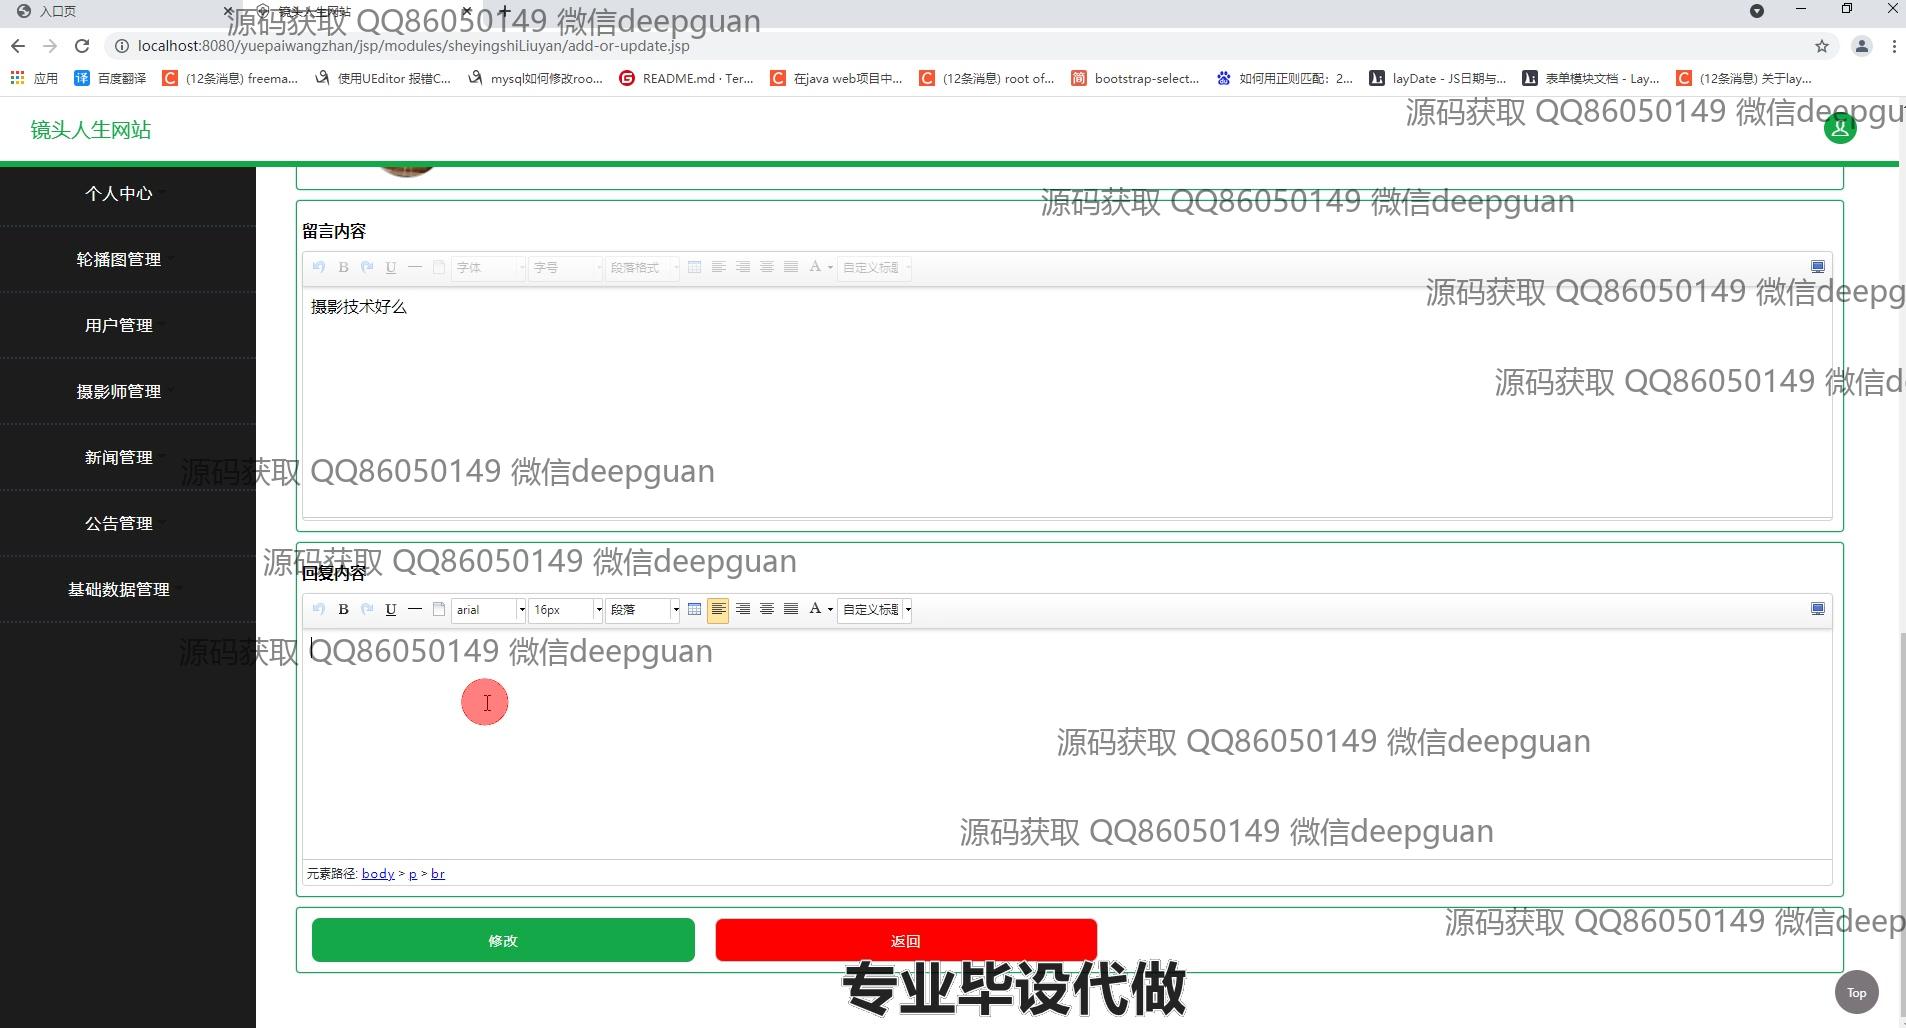 入口页
镜头人生网站
源码获取 QQ86050149 微信deepguan
localhost:8080/yuepaiwangzhan/jsp/modules/sheyingshiLiuyan/add-or-update.jsp
应用 百度翻译 (12条消息) freema... 使用UEditor 报错C... mysql如何修改roo... README.md · Ter... 在java web项目中... (12条消息) root of... bootstrap-select... 如何用正则匹配：2... layDate - JS日期与... 表单模块文档 - Lay... (12条消息) 关于lay...
源码获取 QQ86050149 微信deepgu
镜头人生网站
个人中心
源码获取 QQ86050149 微信deepguan
留言内容
轮播图管理
字体 字号 段落格式 自定义标题
源码获取 QQ86050149 微信deepg
摄影技术好么
用户管理
源码获取 QQ86050149 微信d
摄影师管理
新闻管理
源码获取 QQ86050149 微信deepguan
公告管理
源码获取 QQ86050149 微信deepguan
回复内容
基础数据管理
B U arial 16px 段落 A 自定义标题
源码获取 QQ86050149 微信deepguan
源码获取 QQ86050149 微信deepguan
源码获取 QQ86050149 微信deepguan
元素路径: body > p > br
源码获取 QQ86050149 微信deep
修改 返回
专业毕设代做
Top